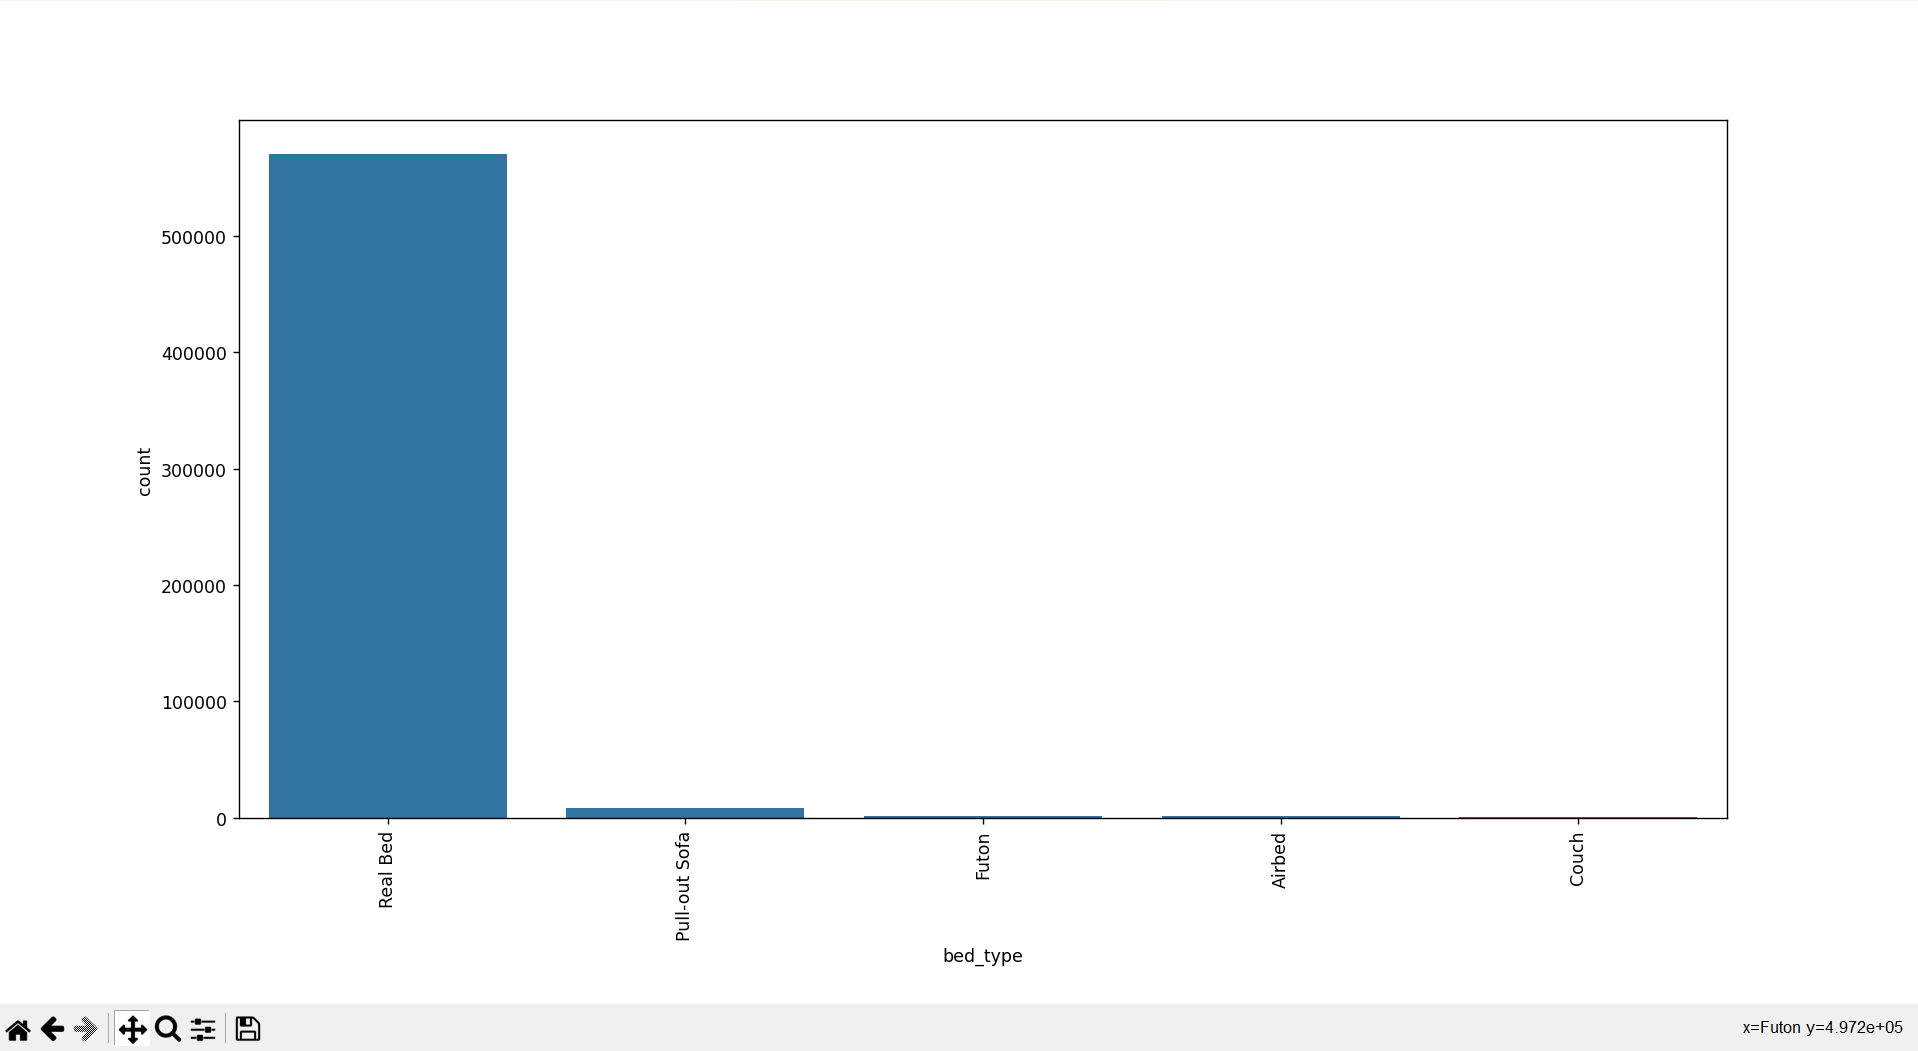 500000
400000
300000
200000
100000
0
count
Real Bed
Pull-out Sofa
Futon
Airbed
Couch
bed_type
x=Futon y=4.972e+05